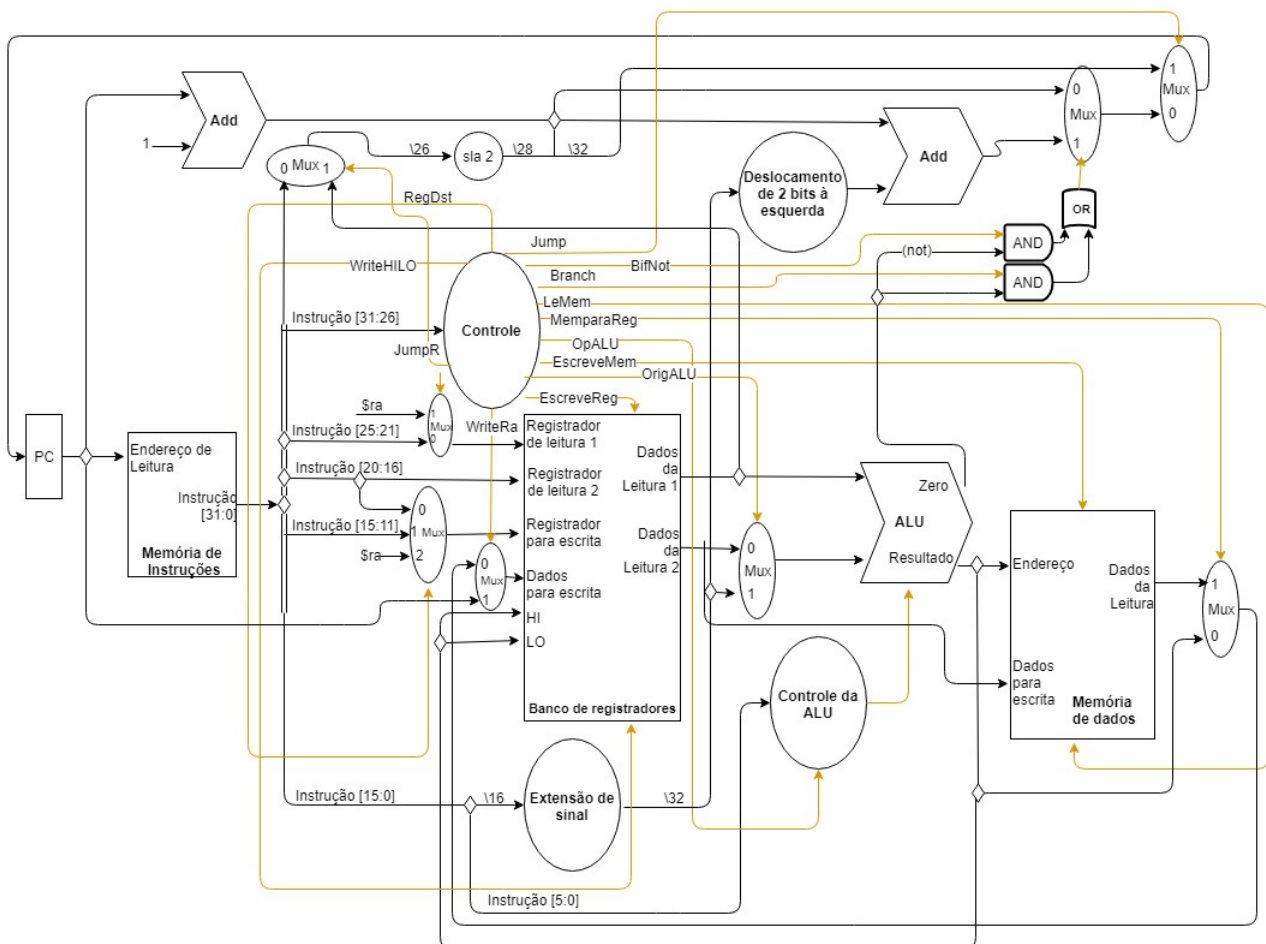 Add
1
0 Mux 1
\26
sla 2
\28
\32
1
Mux
0
0
Mux
1
Add
Deslocamento
de 2 bits à
esquerda
OR
AND
AND
(not)
RegDst
WriteHILO
Jump
BifNot
Branch
LeMem
MemparaReg
OpALU
EscreveMem
OrigALU
EscreveReg
Controle
Instrução [31:26]
JumpR
WriteRa
$ra
1
Mux
0
Instrução [25:21]
Instrução [20:16]
Instrução [15:11]
$ra
0
1 Mux
2
0
Mux
1
PC
Endereço de
Leitura
Instrução
[31:0]
Memória de
Instruções
Registrador
de leitura 1
Registrador
de leitura 2
Registrador
para escrita
Dados
para escrita
HI
LO
Dados
da
Leitura 1
Dados
da
Leitura 2
Banco de registradores
0
Mux
1
Zero
ALU
Resultado
Endereço
Dados
da
Leitura
Dados
para
escrita
Memória
de dados
1
Mux
0
Controle da
ALU
Instrução [15:0]
\16
Extensão de
sinal
\32
Instrução [5:0]